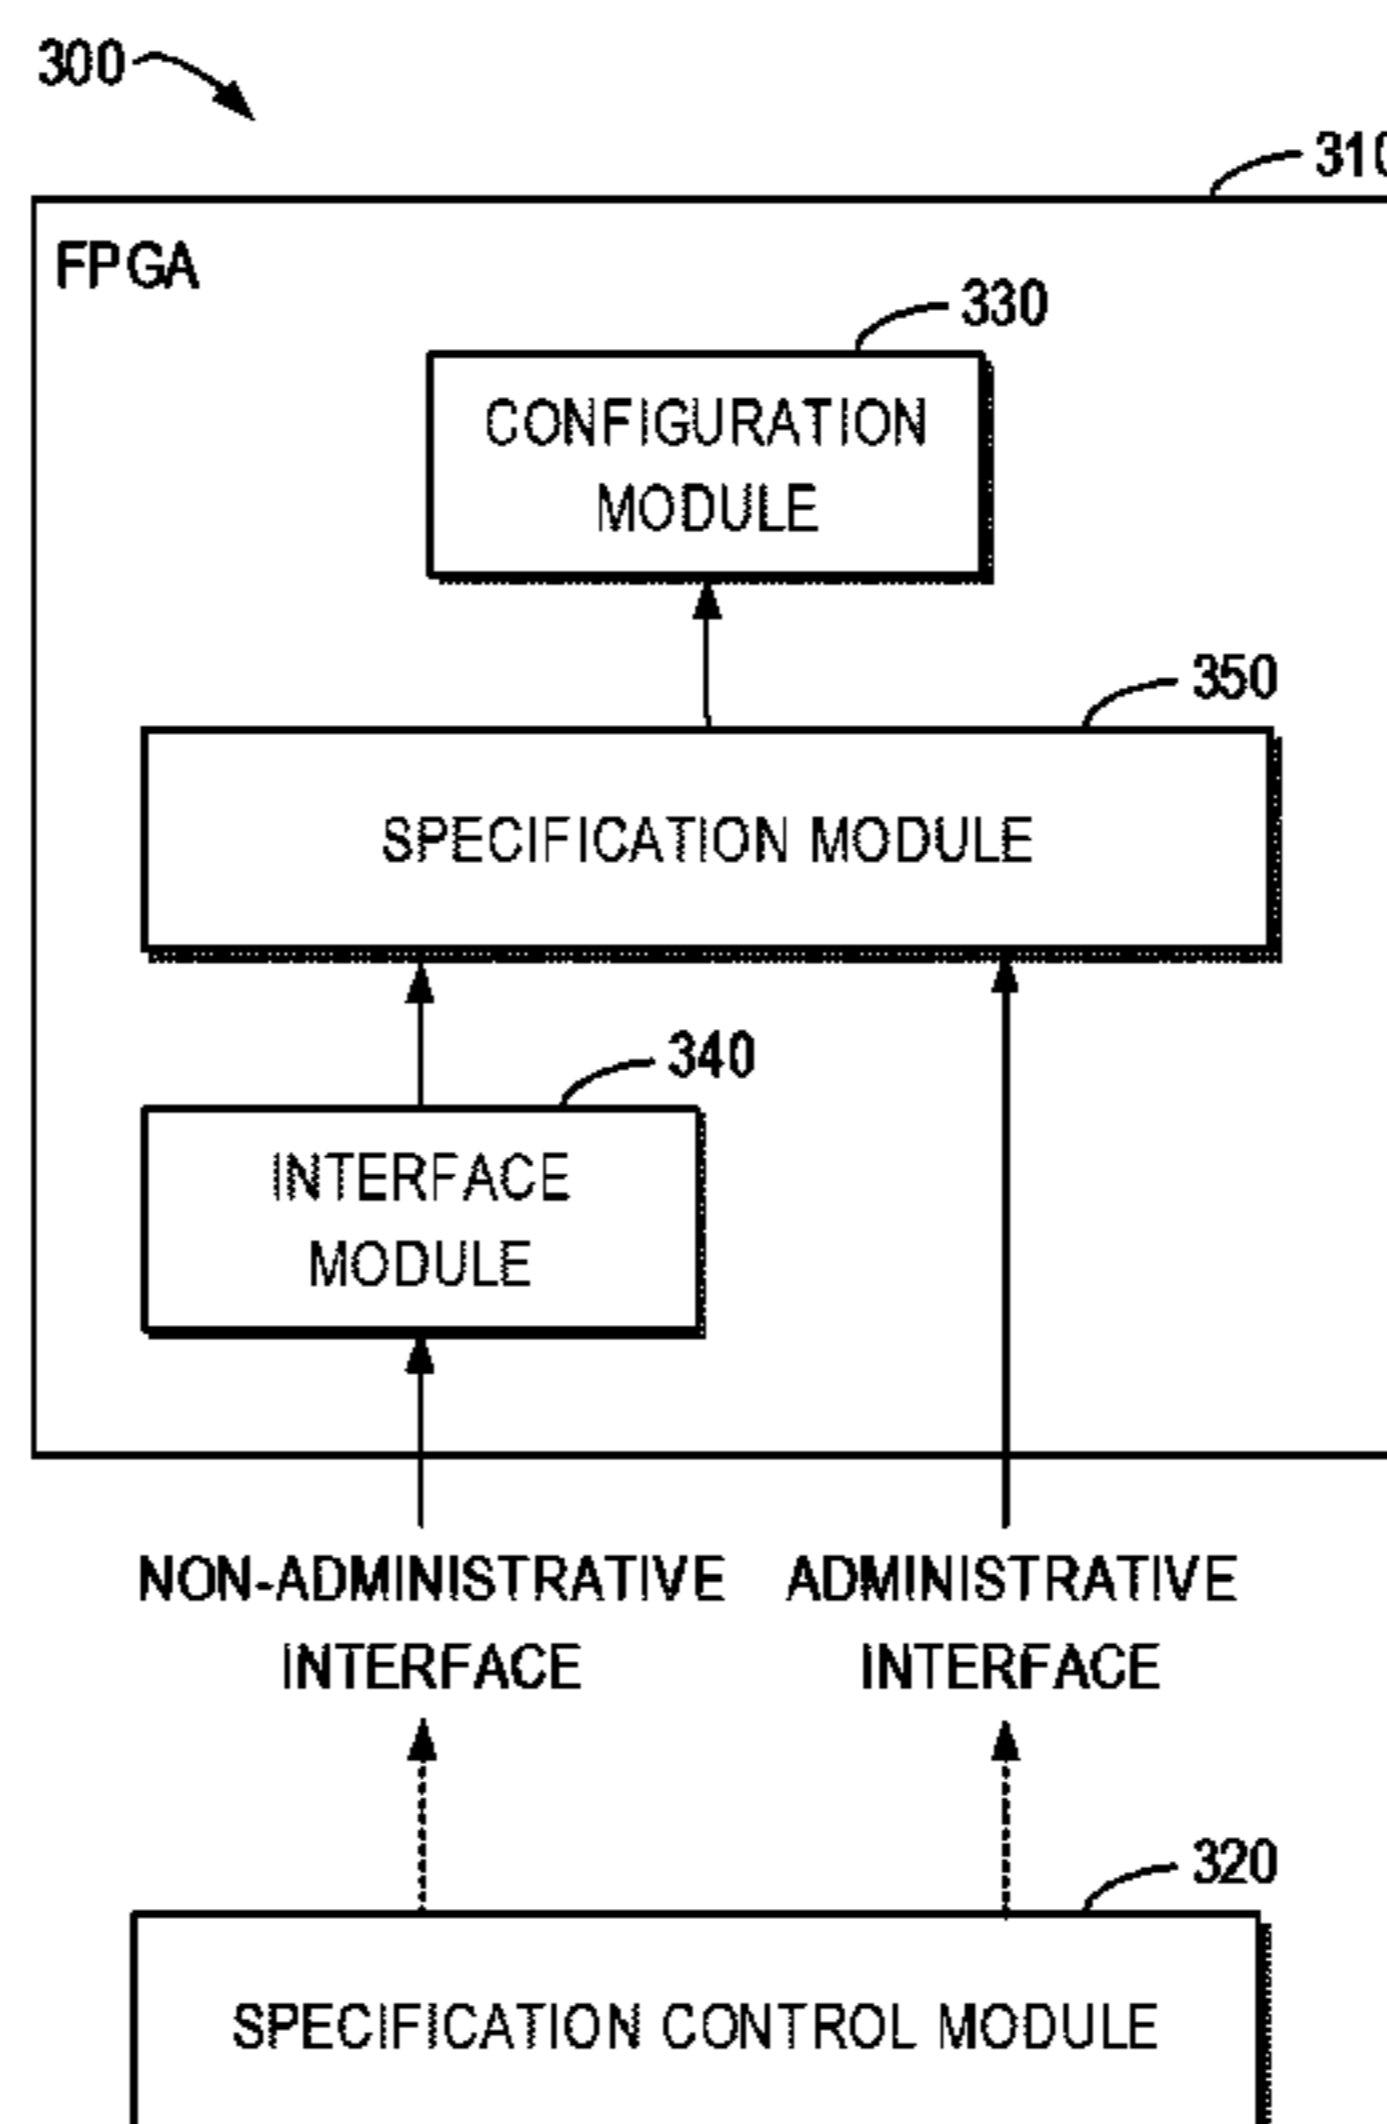 300
310
FPGA
330
CONFIGURATION
MODULE
350
SPECIFICATION MODULE
340
INTERFACE
MODULE
NON-ADMINISTRATIVE
INTERFACE
ADMINISTRATIVE
INTERFACE
320
SPECIFICATION CONTROL MODULE